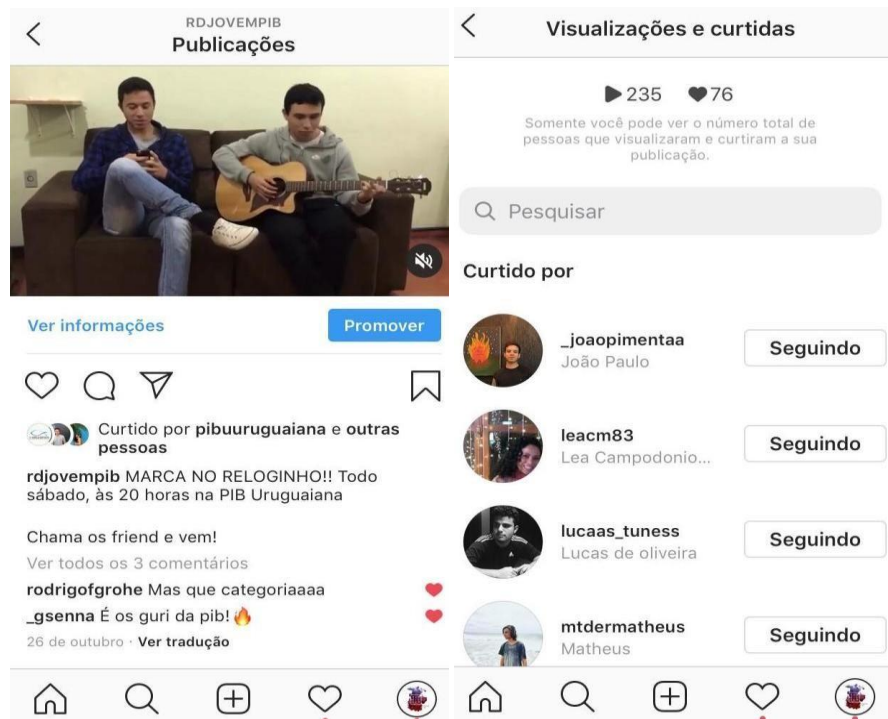 RDJOVEMPIB
Publicações
Ver informações
Promover
Curtido por pibuuruguaiana e outras
pessoas
rdjovempib MARCA NO RELOGINHO!! Todo
sábado, às 20 horas na PIB Uruguaiana
Chama os friend e vem!
Ver todos os 3 comentários
rodrigofgrohe Mas que categoriaaaa
_gsenna É os guri da pib!🔥
26 de outubro · Ver tradução
Visualizações e curtidas
235 76
Somente você pode ver o número total de
pessoas que visualizaram e curtiram a sua
publicação.
Pesquisar
Curtido por
_joaopimentaa
João Paulo
Seguindo
leacm83
Lea Campodonio...
Seguindo
lucaas_tuness
Lucas de oliveira
Seguindo
mtdermatheus
Matheus
Seguindo